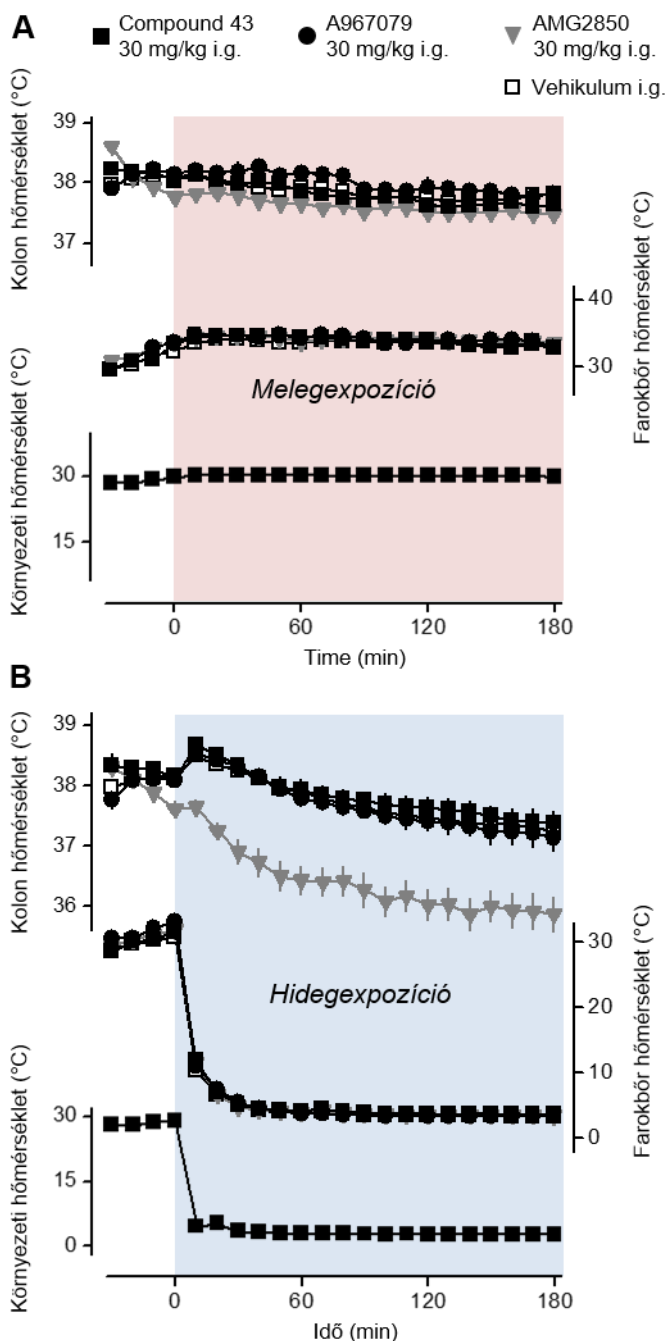 A
Compound 43
30 mg/kg i.g.
A967079
30 mg/kg i.g.
AMG2850
30 mg/kg i.g.
Vehikulum i.g.
Kolon hőmérséklet (°C)
39
38
37
Farokbőr hőmérséklet (°C)
40
30
Melegexpozíció
Környezeti hőmérséklet (°C)
30
15
0 60 120 180
Time (min)
B
Kolon hőmérséklet (°C)
39
38
37
36
Farokbőr hőmérséklet (°C)
30
20
10
0
Hidegexpozíció
Környezeti hőmérséklet (°C)
30
15
0
0 60 120 180
Idő (min)